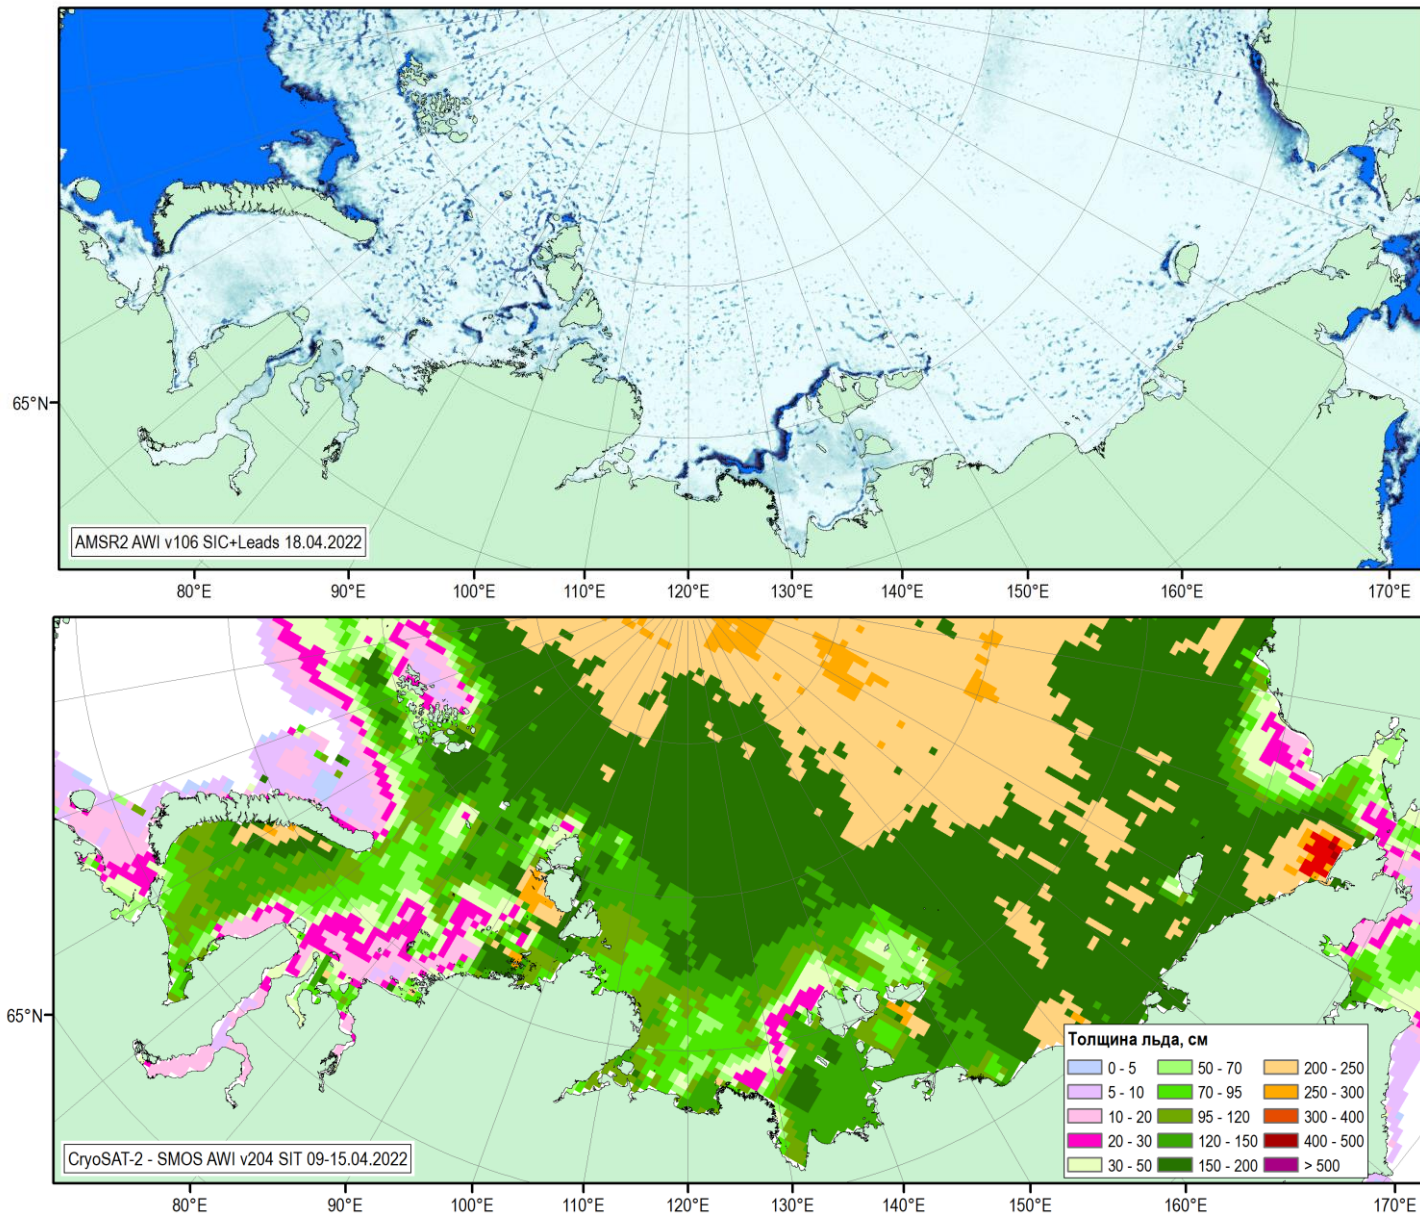 65°N
AMSR2 AWI v106 SIC+Leads 18.04.2022
80°E 90°E 100°E 110°E 120°E 130°E 140°E 150°E 160°E 170°E
65°N
Толщина льда, см
0 - 5 50 - 70 200 - 250
5 - 10 70 - 95 250 - 300
10 - 20 95 - 120 300 - 400
20 - 30 120 - 150 400 - 500
30 - 50 150 - 200 > 500
CryoSAT-2 - SMOS AWI v204 SIT 09-15.04.2022
80°E 90°E 100°E 110°E 120°E 130°E 140°E 150°E 160°E 170°E